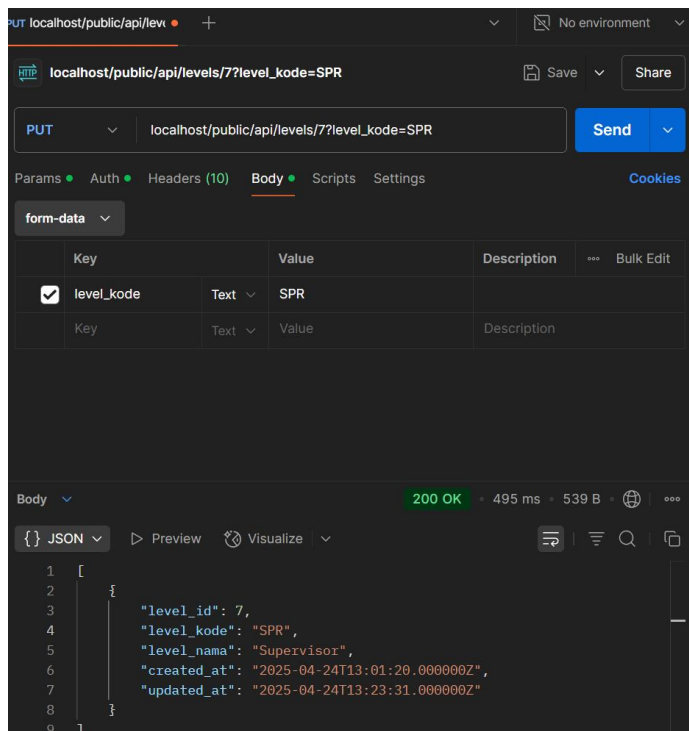 PUT localhost/public/api/leve
No environment
HTTP localhost/public/api/levels/7?level_kode=SPR Save Share
PUT localhost/public/api/levels/7?level_kode=SPR Send
Params Auth Headers (10) Body Scripts Settings Cookies
form-data
Key Value Description Bulk Edit
level_kode Text SPR
Key Text Value Description
Body 200 OK 495 ms 539 B
{} JSON Preview Visualize
1 [
2 {
3 "level_id": 7,
4 "level_kode": "SPR",
5 "level_nama": "Supervisor",
6 "created_at": "2025-04-24T13:01:20.000000Z",
7 "updated_at": "2025-04-24T13:23:31.000000Z"
8 }
9 ]